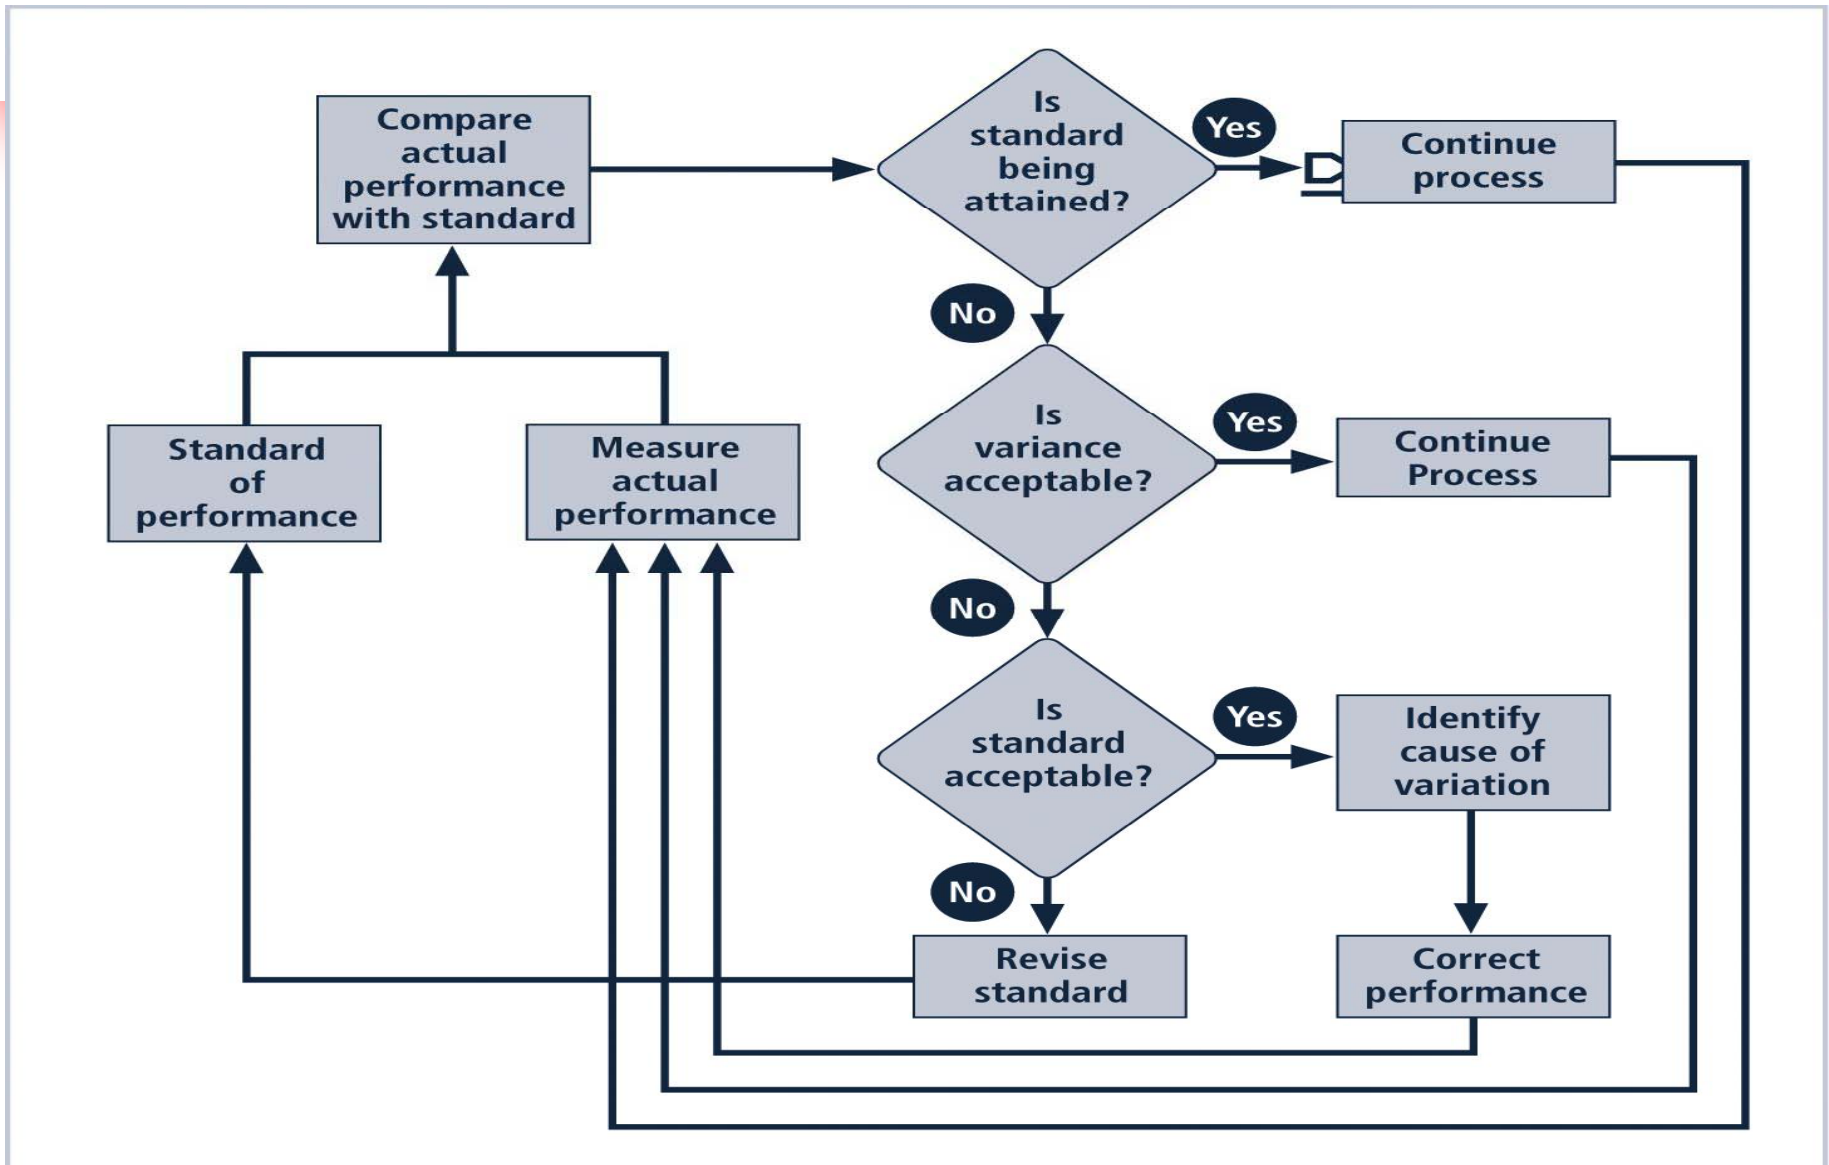 Compare
actual
performance
with standard
Is
standard
being
attained?
Yes
Continue
process
No
Standard
of
performance
Measure
actual
performance
Is
variance
acceptable?
Yes
Continue
Process
No
Is
standard
acceptable?
Yes
Identify
cause of
variation
No
Revise
standard
Correct
performance